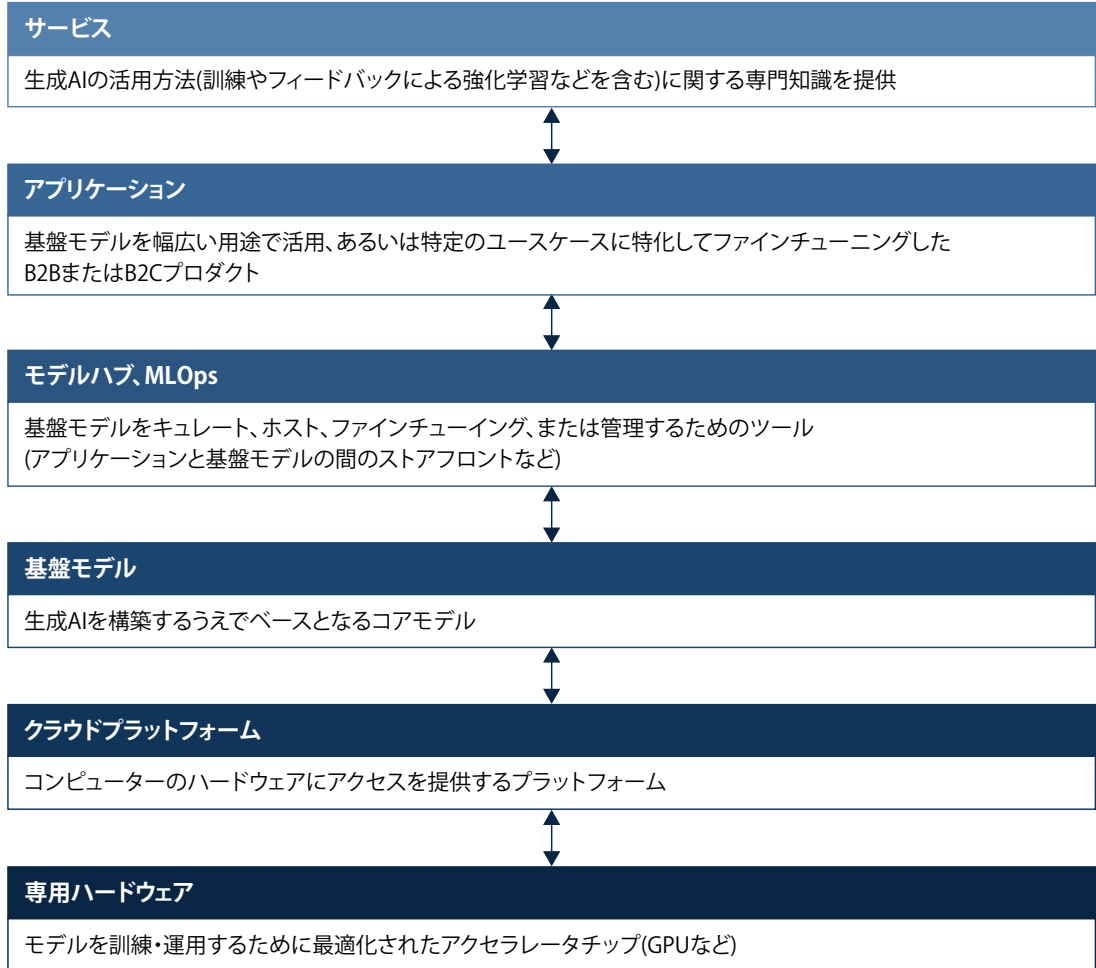 サービス
生成AIの活用方法(訓練やフィードバックによる強化学習などを含む)に関する専門知識を提供
アプリケーション
基盤モデルを幅広い用途で活用、あるいは特定のユースケースに特化してファインチューニングした
B2BまたはB2Cプロダクト
モデルハブ、MLOps
基盤モデルをキュレート、ホスト、ファインチューイング、または管理するためのツール
(アプリケーションと基盤モデルの間のストアフロントなど)
基盤モデル
生成AIを構築するうえでベースとなるコアモデル
クラウドプラットフォーム
コンピューターのハードウェアにアクセスを提供するプラットフォーム
専用ハードウェア
モデルを訓練・運用するために最適化されたアクセラレータチップ(GPUなど)